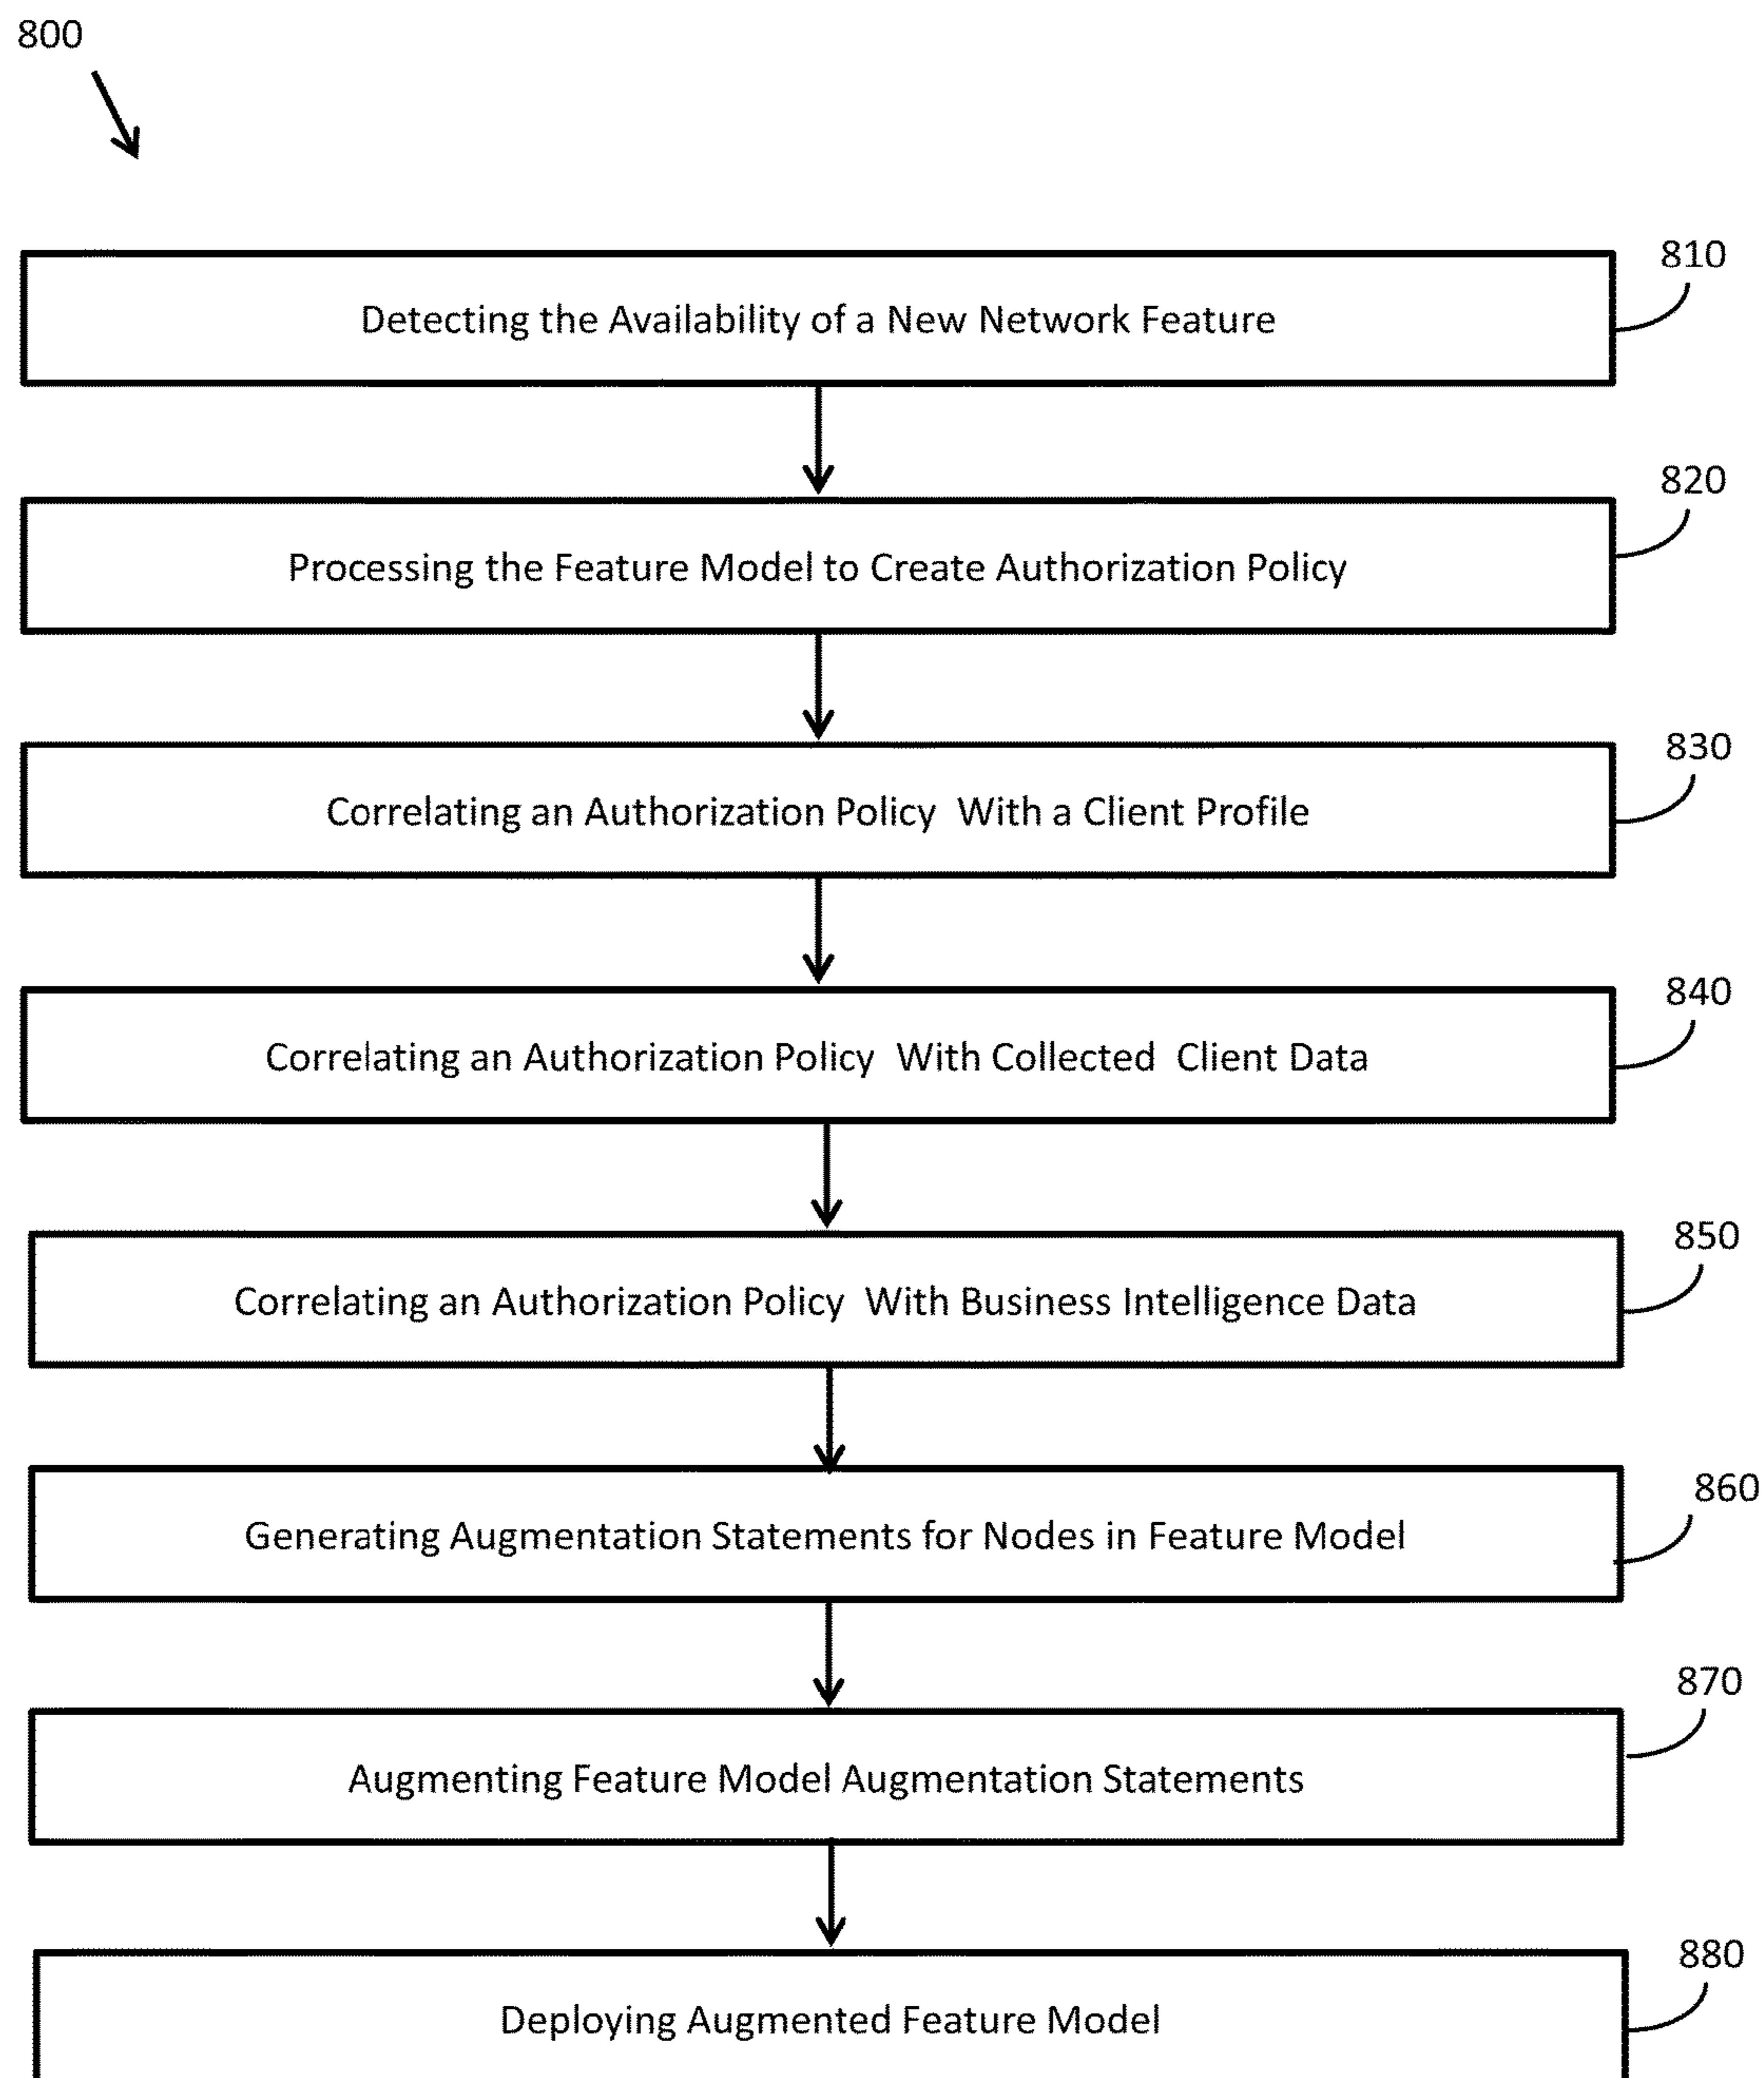 800
810
Detecting the Availability of a New Network Feature
820
Processing the Feature Model to Create Authorization Policy
830
Correlating an Authorization Policy  With a Client Profile
840
Correlating an Authorization Policy  With Collected  Client Data
850
Correlating an Authorization Policy  With Business Intelligence Data
860
Generating Augmentation Statements for Nodes in Feature Model
870
Augmenting Feature Model Augmentation Statements
880
Deploying Augmented Feature Model